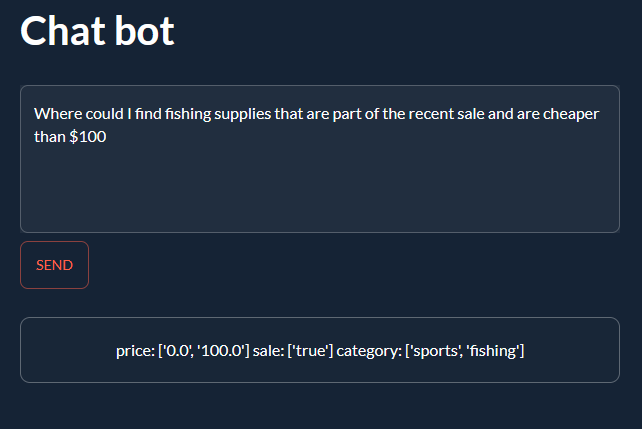 Chat bot
Where could I find fishing supplies that are part of the recent sale and are cheaper
than $100
SEND
price: ['0.0', '100.0'] sale: ['true'] category: ['sports', 'fishing']